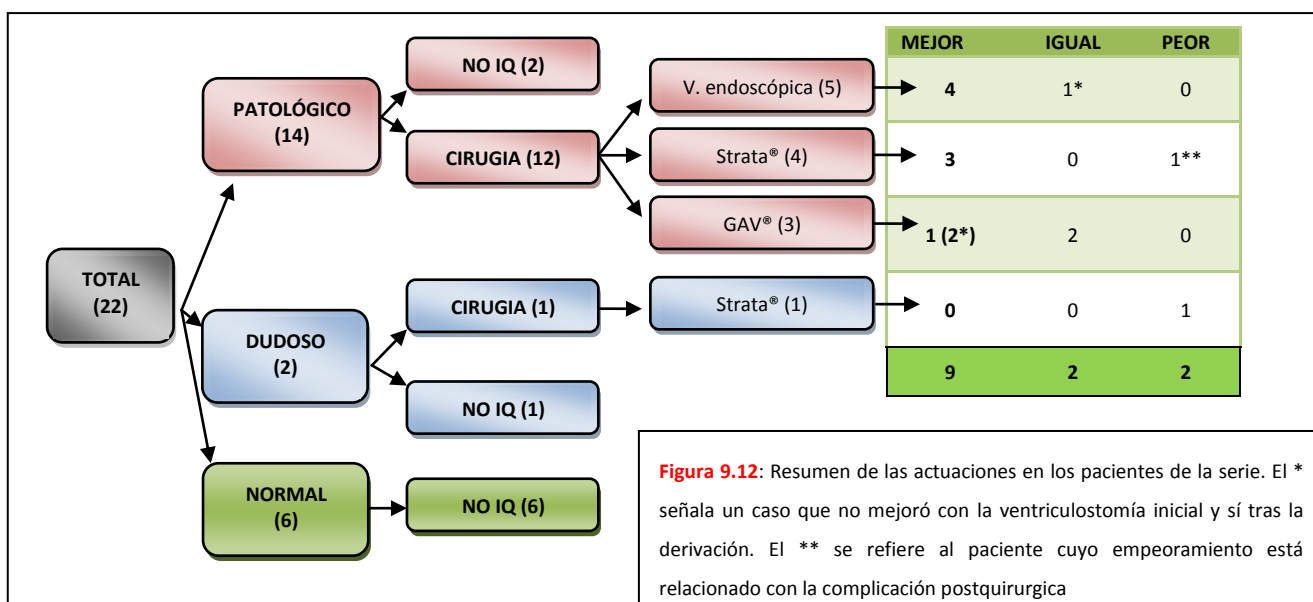 MEJOR IGUAL PEOR
NO IQ (2)
V. endoscópica (5)
4 1* 0
PATOLÓGICO
(14)
CIRUGIA (12)
Strata® (4)
3 0 1**
GAV® (3)
1 (2*) 2 0
TOTAL
(22)
CIRUGIA (1)
Strata® (1)
0 0 1
DUDOSO
(2)
9 2 2
NO IQ (1)
NORMAL
(6)
NO IQ (6)
Figura 9.12: Resumen de las actuaciones en los pacientes de la serie. El *
señala un caso que no mejoró con la ventriculostomía inicial y sí tras la
derivación. El ** se refiere al paciente cuyo empeoramiento está
relacionado con la complicación postquirurgica